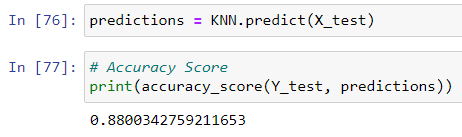 In [76]: predictions = KNN.predict(X_test)
In [77]: # Accuracy Score
print(accuracy_score(Y_test, predictions))
0.8800342759211653